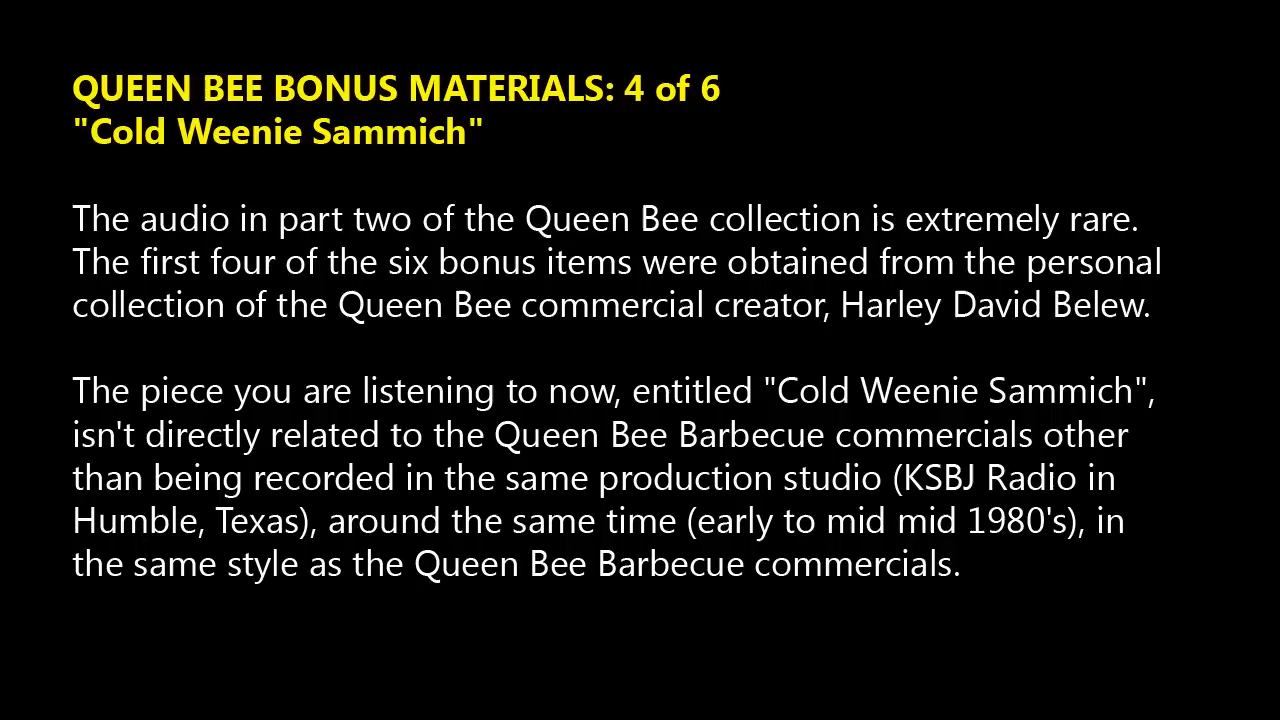 QUEEN BEE BONUS MATERIALS: 4 of 6
"Cold Weenie Sammich"
The audio in part two of the Queen Bee collection is extremely rare.
The first four of the six bonus items were obtained from the personal
collection of the Queen Bee commercial creator, Harley David Belew.
The piece you are listening to now, entitled "Cold Weenie Sammich",
isn't directly related to the Queen Bee Barbecue commercials other
than being recorded in the same production studio (KSBJ Radio in
Humble, Texas), around the same time (early to mid mid 1980's), in
the same style as the Queen Bee Barbecue commercials.